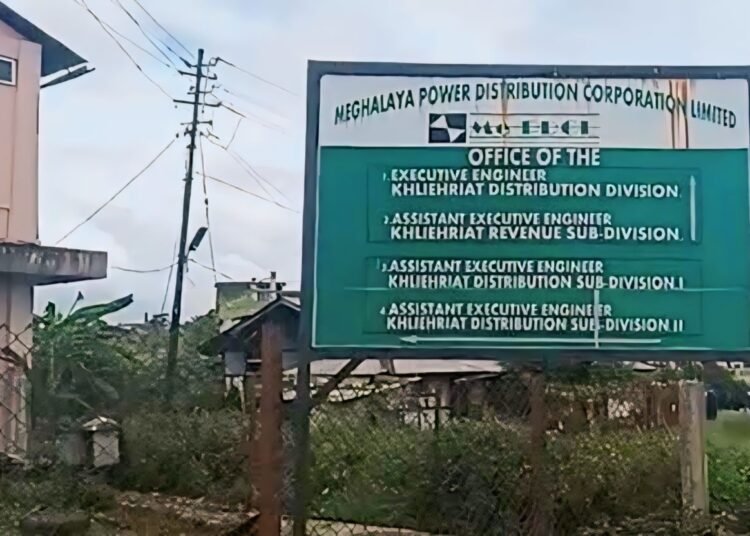 MEGHALAYA POWER DISTRIBUTION CORPORATION LIMITED
OFFICE OF THE
1. EXECUTIVE ENGINEER
KHLIEHRIAT DISTRIBUTION DIVISION.
2. ASSISTANT EXECUTIVE ENGINEER
KHLIEHRIAT REVENUE SUB-DIVISION.
3. ASSISTANT EXECUTIVE ENGINEER
KHLIEHRIAT DISTRIBUTION SUB-DIVISION.I
4. ASSISTANT EXECUTIVE ENGINEER
KHLIEHRIAT DISTRIBUTION SUB-DIVISION.II